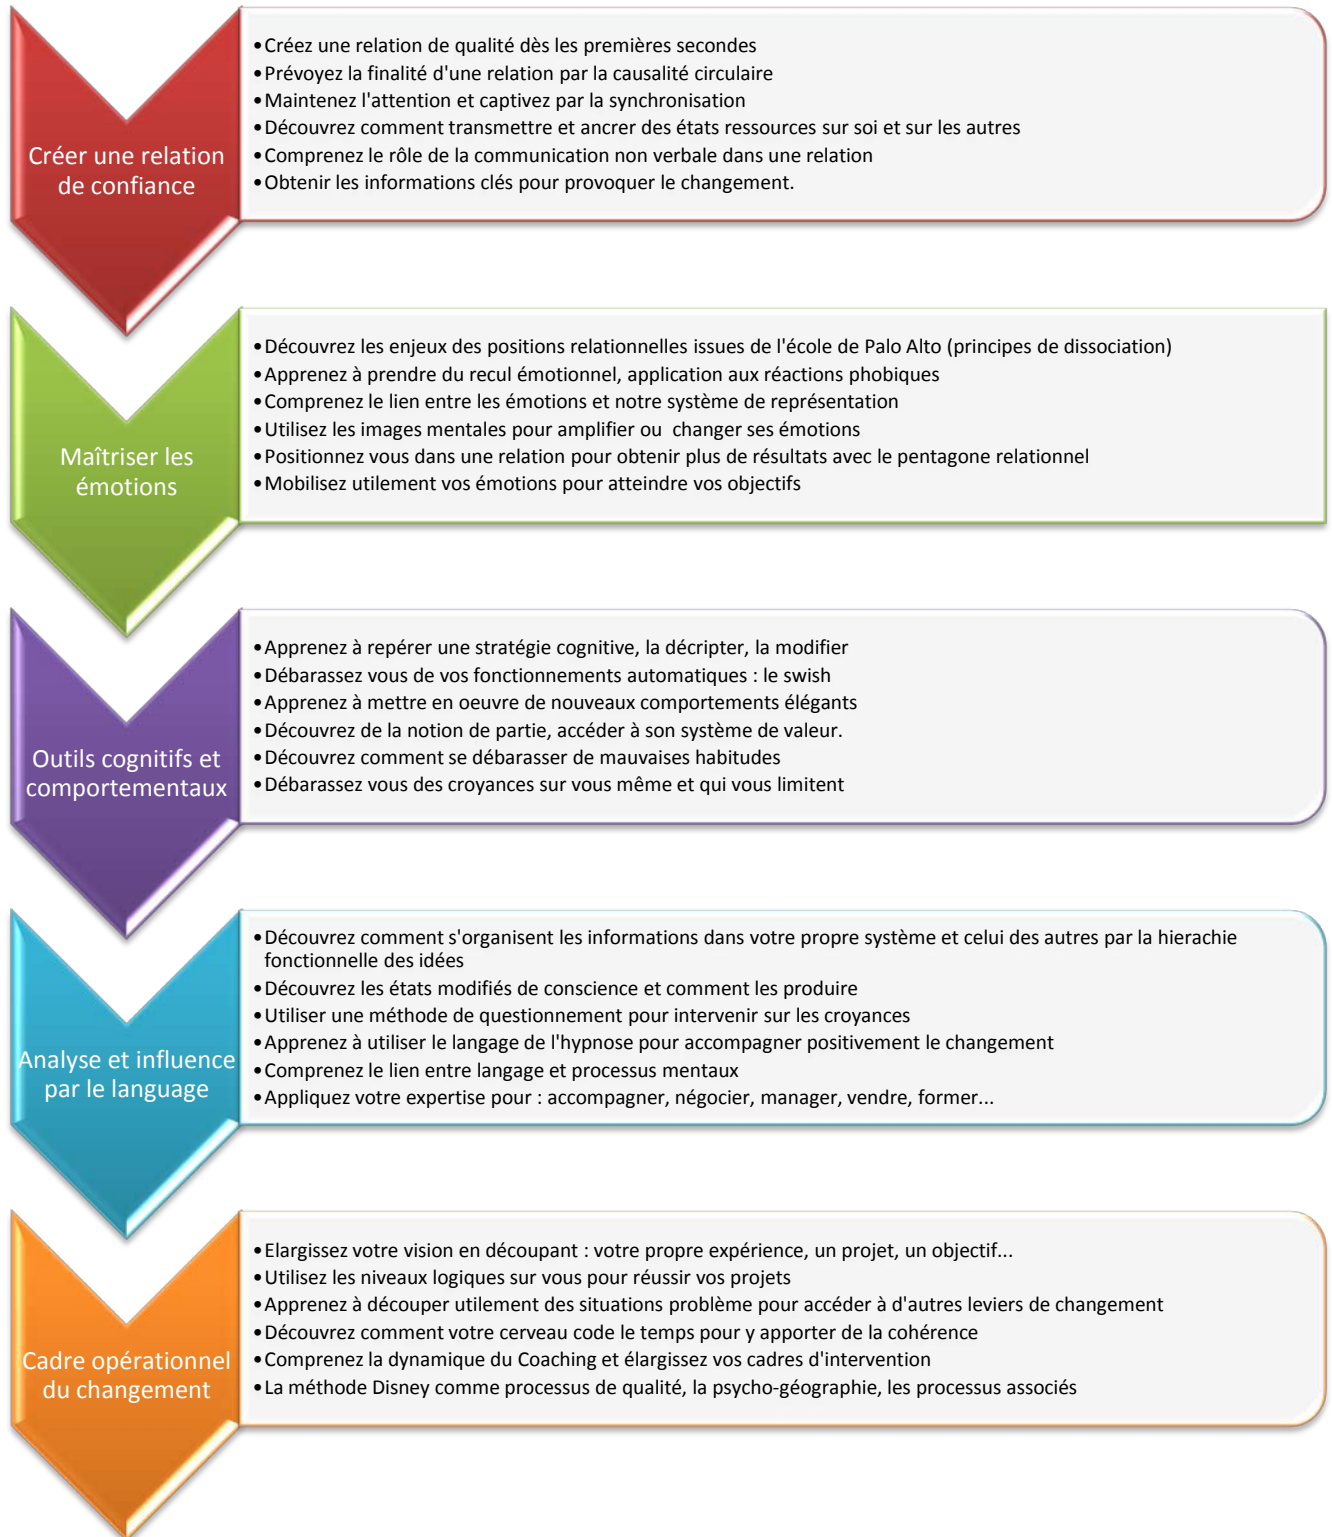 Créer une relation
de confiance
•Créez une relation de qualité dès les premières secondes
•Prévoyez la finalité d'une relation par la causalité circulaire
•Maintenez l'attention et captivez par la synchronisation
•Découvrez comment transmettre et ancrer des états ressources sur soi et sur les autres
•Comprenez le rôle de la communication non verbale dans une relation
•Obtenir les informations clés pour provoquer le changement.
Maîtriser les
émotions
•Découvrez les enjeux des positions relationnelles issues de l'école de Palo Alto (principes de dissociation)
•Apprenez à prendre du recul émotionnel, application aux réactions phobiques
•Comprenez le lien entre les émotions et notre système de représentation
•Utilisez les images mentales pour amplifier ou  changer ses émotions
•Positionnez vous dans une relation pour obtenir plus de résultats avec le pentagone relationnel
•Mobilisez utilement vos émotions pour atteindre vos objectifs
Outils cognitifs et
comportementaux
•Apprenez à repérer une stratégie cognitive, la décripter, la modifier
•Débarassez vous de vos fonctionnements automatiques : le swish
•Apprenez à mettre en oeuvre de nouveaux comportements élégants
•Découvrez de la notion de partie, accéder à son système de valeur.
•Découvrez comment se débarasser de mauvaises habitudes
•Débarassez vous des croyances sur vous même et qui vous limitent
Analyse et influence
par le language
•Découvrez comment s'organisent les informations dans votre propre système et celui des autres par la hierachie
fonctionnelle des idées
•Découvrez les états modifiés de conscience et comment les produire
•Utiliser une méthode de questionnement pour intervenir sur les croyances
•Apprenez à utiliser le langage de l'hypnose pour accompagner positivement le changement
•Comprenez le lien entre langage et processus mentaux
•Appliquez votre expertise pour : accompagner, négocier, manager, vendre, former...
Cadre opérationnel
du changement
•Elargissez votre vision en découpant : votre propre expérience, un projet, un objectif...
•Utilisez les niveaux logiques sur vous pour réussir vos projets
•Apprenez à découper utilement des situations problème pour accéder à d'autres leviers de changement
•Découvrez comment votre cerveau code le temps pour y apporter de la cohérence
•Comprenez la dynamique du Coaching et élargissez vos cadres d'intervention
•La méthode Disney comme processus de qualité, la psycho-géographie, les processus associés